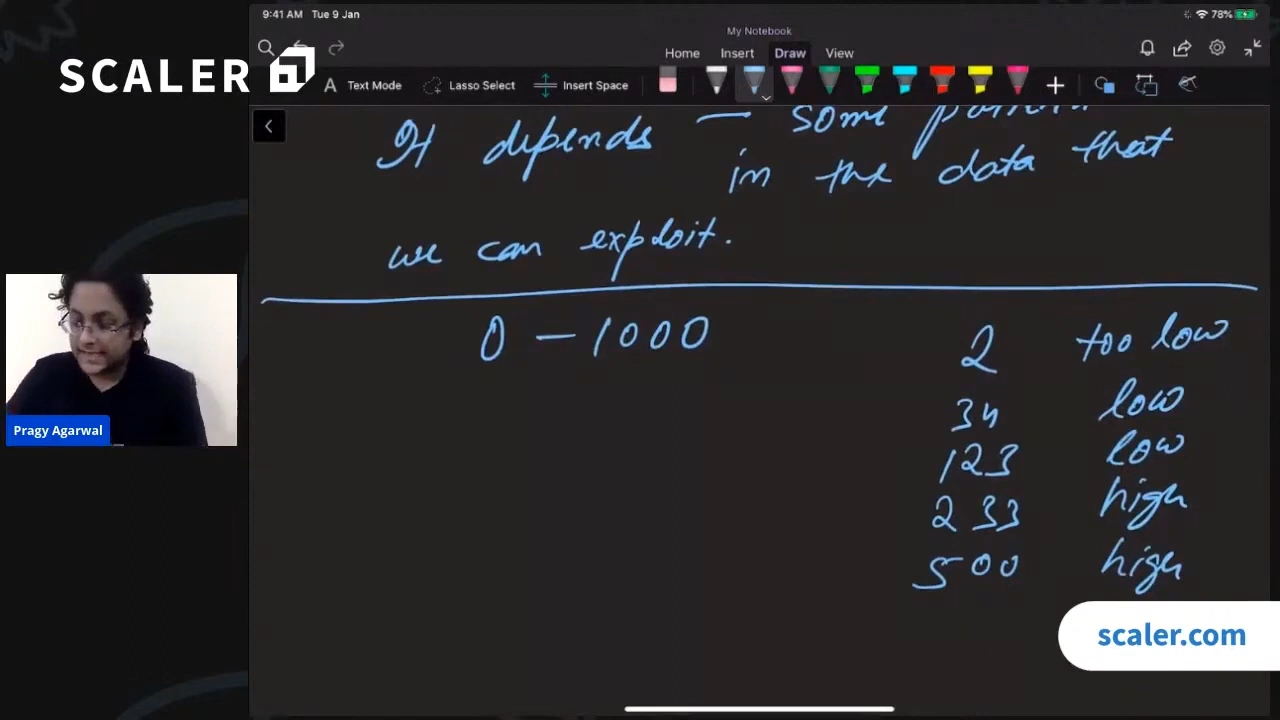 9:41 AM Tue 9 Jan
78%
My Notebook
Home Insert Draw View
SCALER
A Text Mode Lasso Select Insert Space
It depends — some
in the data that
we can exploit.
0 – 1000
2 too low
34 low
123 low
233 high
500 high
Pragy Agarwal
scaler.com